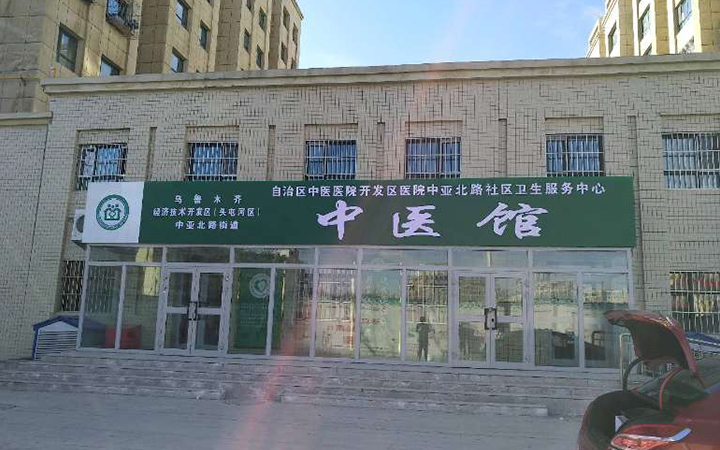 乌鲁木齐
经济技术开发区（头屯河区）
中亚北路街道
自治区中医医院开发区医院中亚北路社区卫生服务中心
中医馆